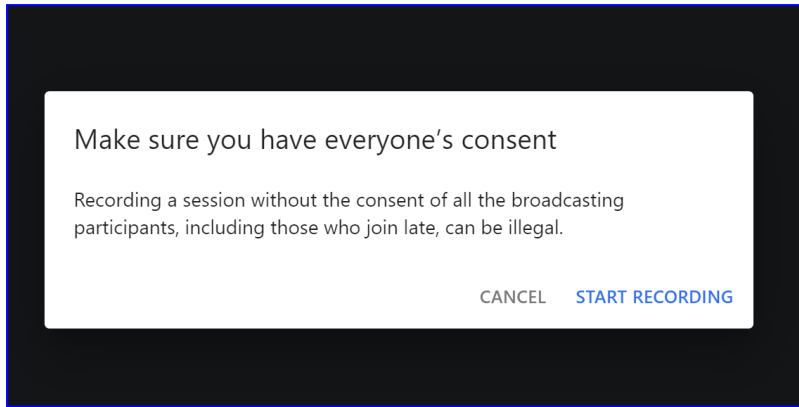 Make sure you have everyone’s consent
Recording a session without the consent of all the broadcasting
participants, including those who join late, can be illegal.
CANCEL START RECORDING